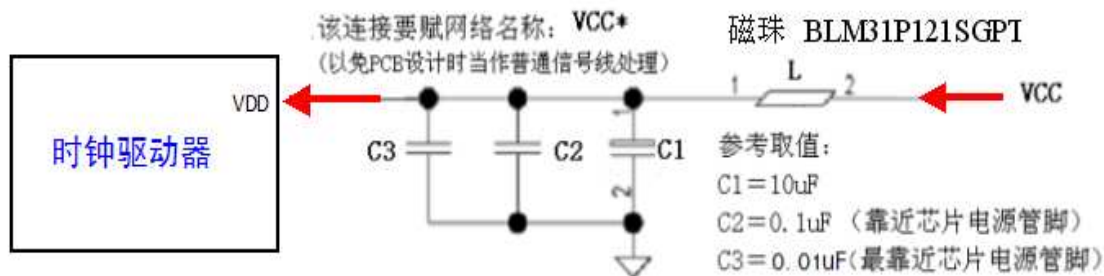 该连接要赋网络名称：VCC*
(以免PCB设计时当作普通信号线处理)
磁珠 BLM31P121SGPT
1 L 2
VDD
VCC
时钟驱动器
C3 C2 C1
1
2
参考取值：
C1=10uF
C2=0.1uF（靠近芯片电源管脚）
C3=0.01uF(最靠近芯片电源管脚)